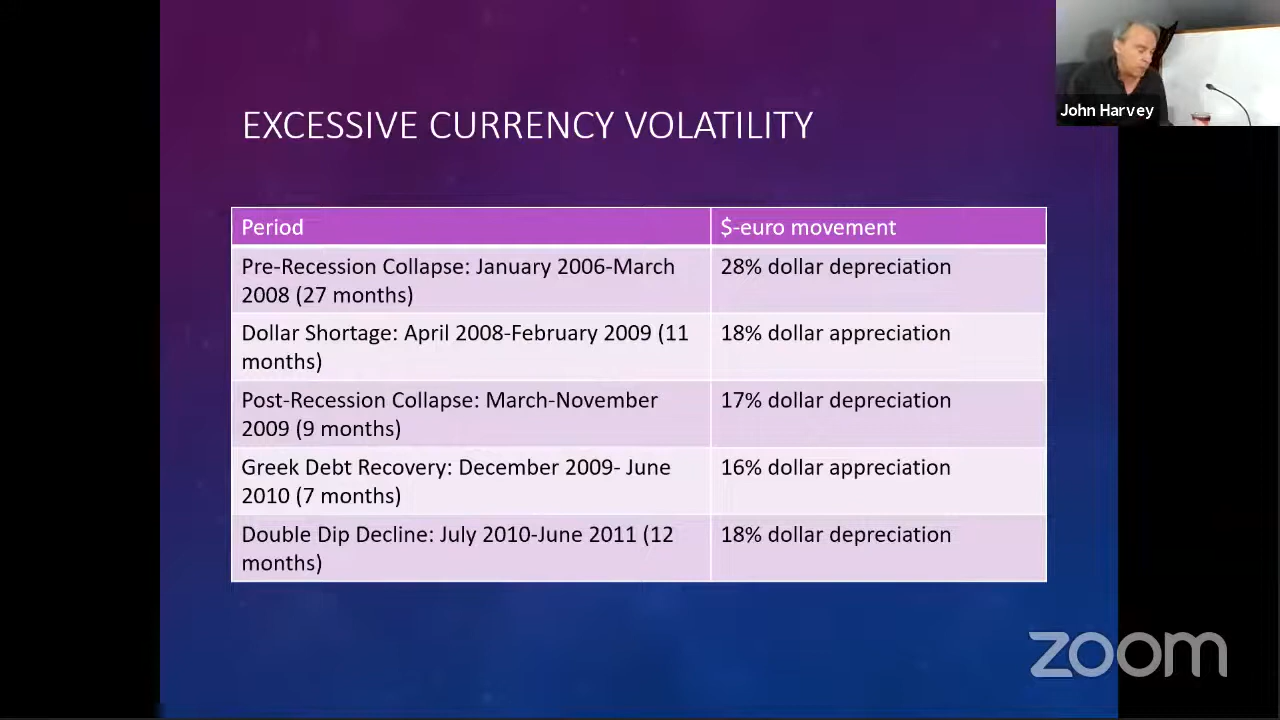 EXCESSIVE CURRENCY VOLATILITY
John Harvey
Period
$-euro movement
Pre-Recession Collapse: January 2006-March
2008 (27 months)
28% dollar depreciation
Dollar Shortage: April 2008-February 2009 (11
months)
18% dollar appreciation
Post-Recession Collapse: March-November
2009 (9 months)
17% dollar depreciation
Greek Debt Recovery: December 2009- June
2010 (7 months)
16% dollar appreciation
Double Dip Decline: July 2010-June 2011 (12
months)
18% dollar depreciation
zoom